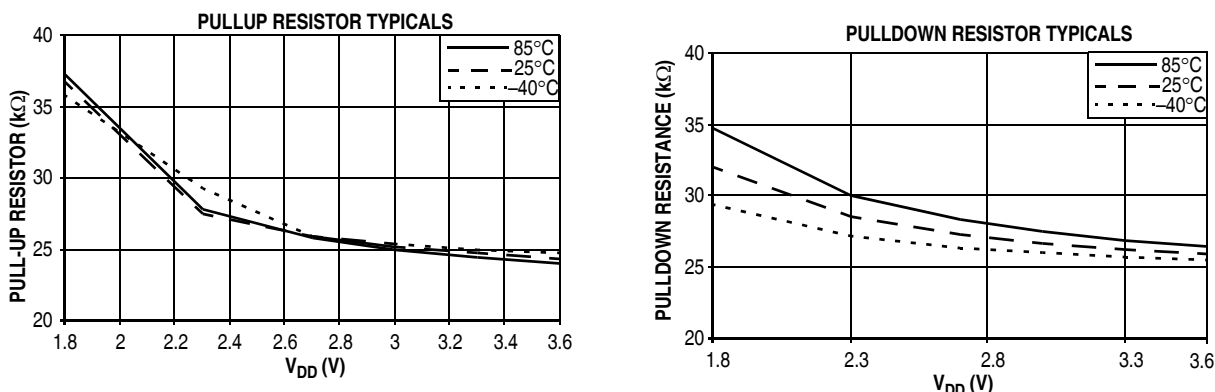 PULLUP RESISTOR TYPICALS
PULL-UP RESISTOR (kΩ)
40
35
30
25
20
85°C
25°C
–40°C
1.8 2 2.2 2.4 2.6 2.8 3 3.2 3.4 3.6
VDD (V)
PULLDOWN RESISTOR TYPICALS
PULLDOWN RESISTANCE (kΩ)
40
35
30
25
20
85°C
25°C
–40°C
1.8 2.3 2.8 3.3 3.6
VDD (V)